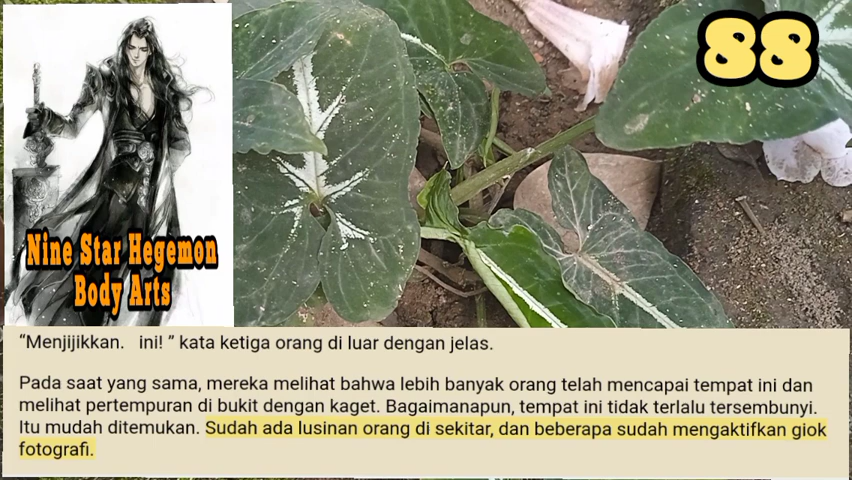 88
Nine Star Hegemon
Body Arts
“Menjijikkan.   ini! ” kata ketiga orang di luar dengan jelas.
Pada saat yang sama, mereka melihat bahwa lebih banyak orang telah mencapai tempat ini dan
melihat pertempuran di bukit dengan kaget. Bagaimanapun, tempat ini tidak terlalu tersembunyi.
Itu mudah ditemukan. Sudah ada lusinan orang di sekitar, dan beberapa sudah mengaktifkan giok
fotografi.